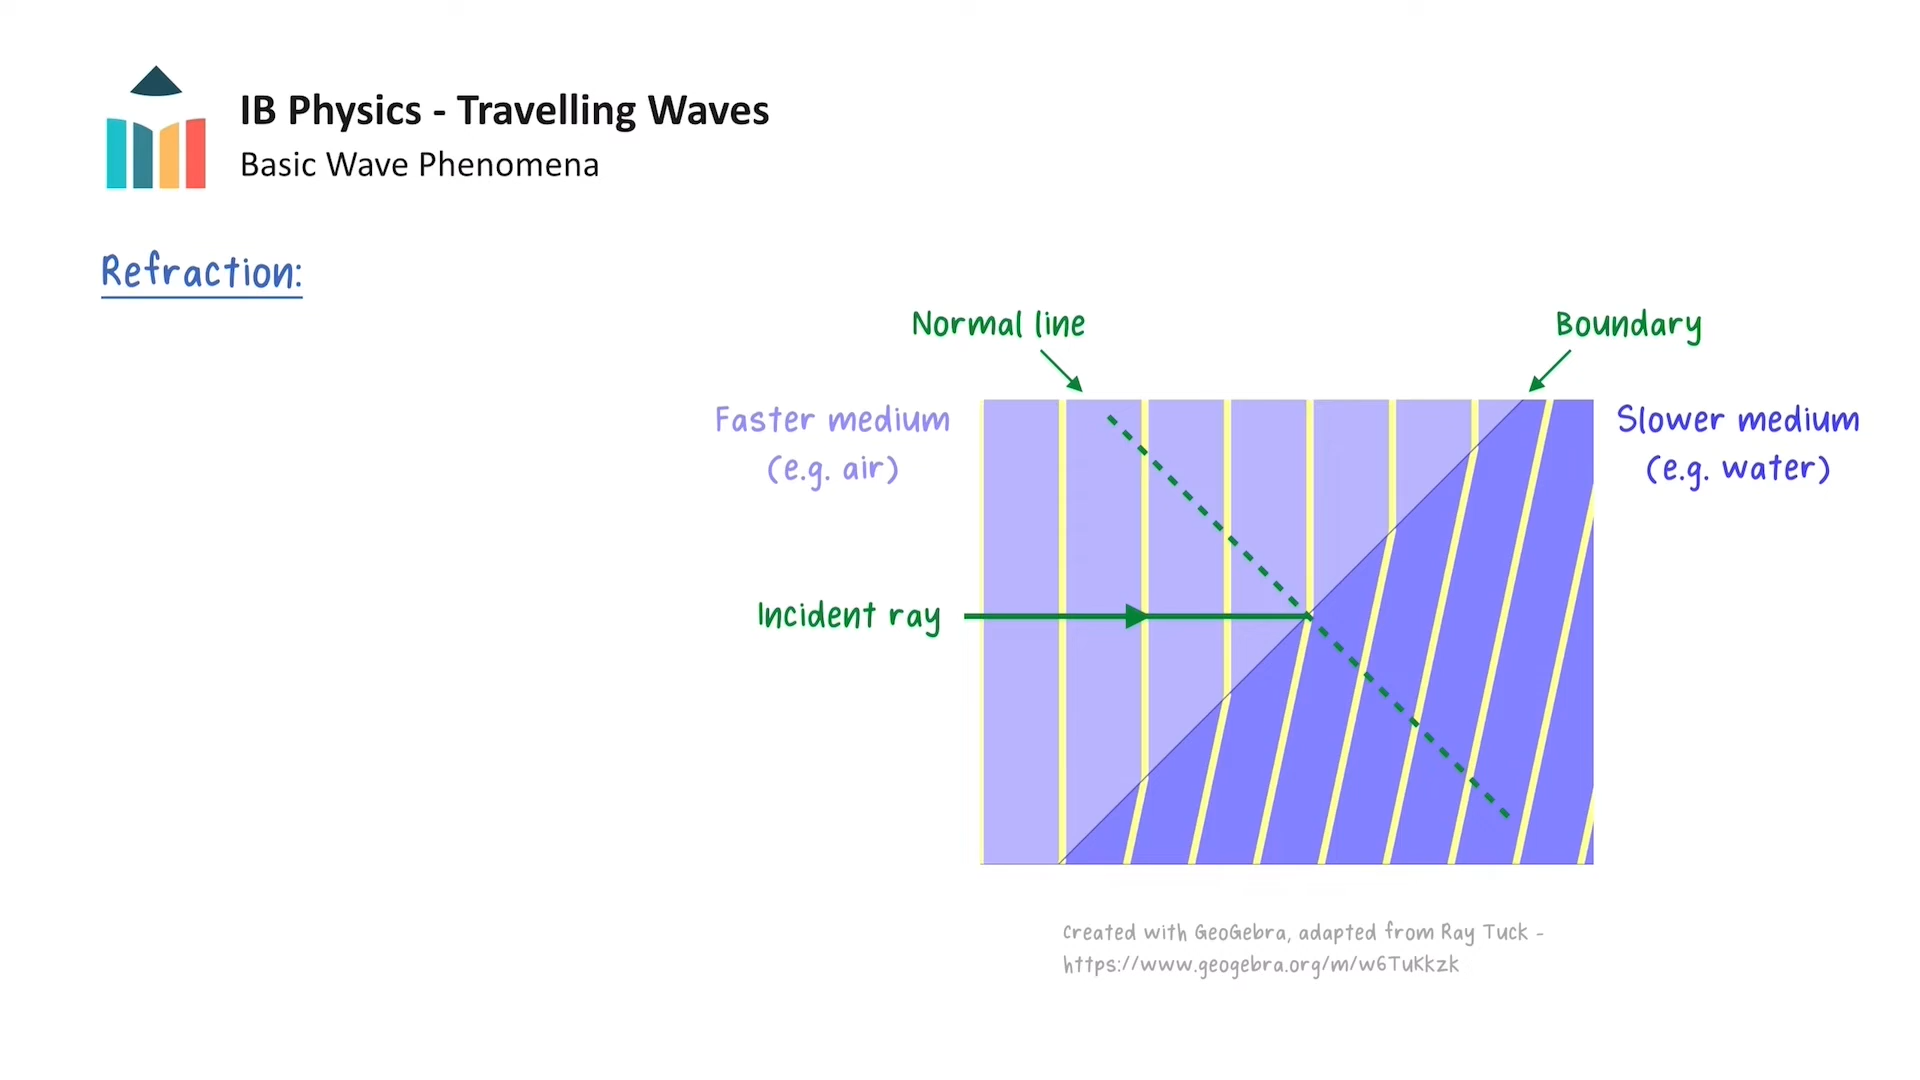 IB Physics - Travelling Waves
Basic Wave Phenomena
Refraction:
Normal line
Boundary
Faster medium
(e.g. air)
Slower medium
(e.g. water)
Incident ray
Created with GeoGebra, adapted from Ray Tuck -
https://www.geogebra.org/m/w6TuKkzk